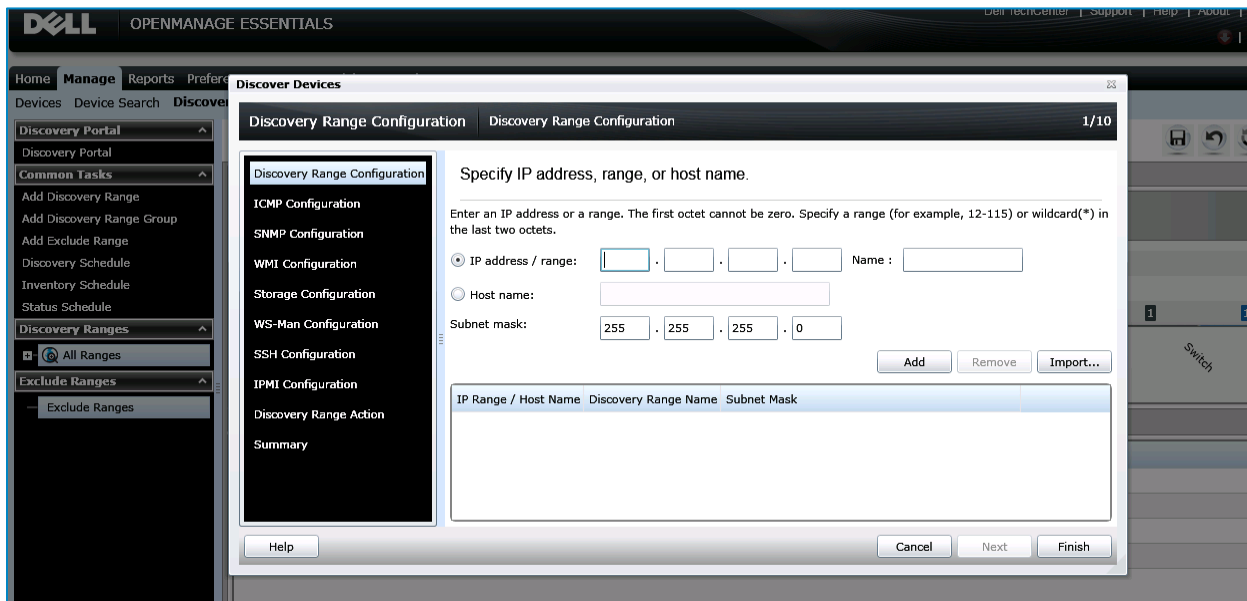 DELL OPENMANAGE ESSENTIALS
Dell TechCenter | Support | Help | About |
Home Manage Reports
Devices Device Search
Discovery Portal
Discovery Portal
Common Tasks
Add Discovery Range
Add Discovery Range Group
Add Exclude Range
Discovery Schedule
Inventory Schedule
Status Schedule
Discovery Ranges
All Ranges
Exclude Ranges
Exclude Ranges
Discover Devices
Discovery Range Configuration Discovery Range Configuration 1/10
Discovery Range Configuration
ICMP Configuration
SNMP Configuration
WMI Configuration
Storage Configuration
WS-Man Configuration
SSH Configuration
IPMI Configuration
Discovery Range Action
Summary
Specify IP address, range, or host name.
Enter an IP address or a range. The first octet cannot be zero. Specify a range (for example, 12-115) or wildcard(*) in
the last two octets.
IP address / range: . . . Name :
Host name:
Subnet mask: 255 . 255 . 255 . 0
Add Remove Import...
IP Range / Host Name Discovery Range Name Subnet Mask
Help Cancel Next Finish
1
Switch